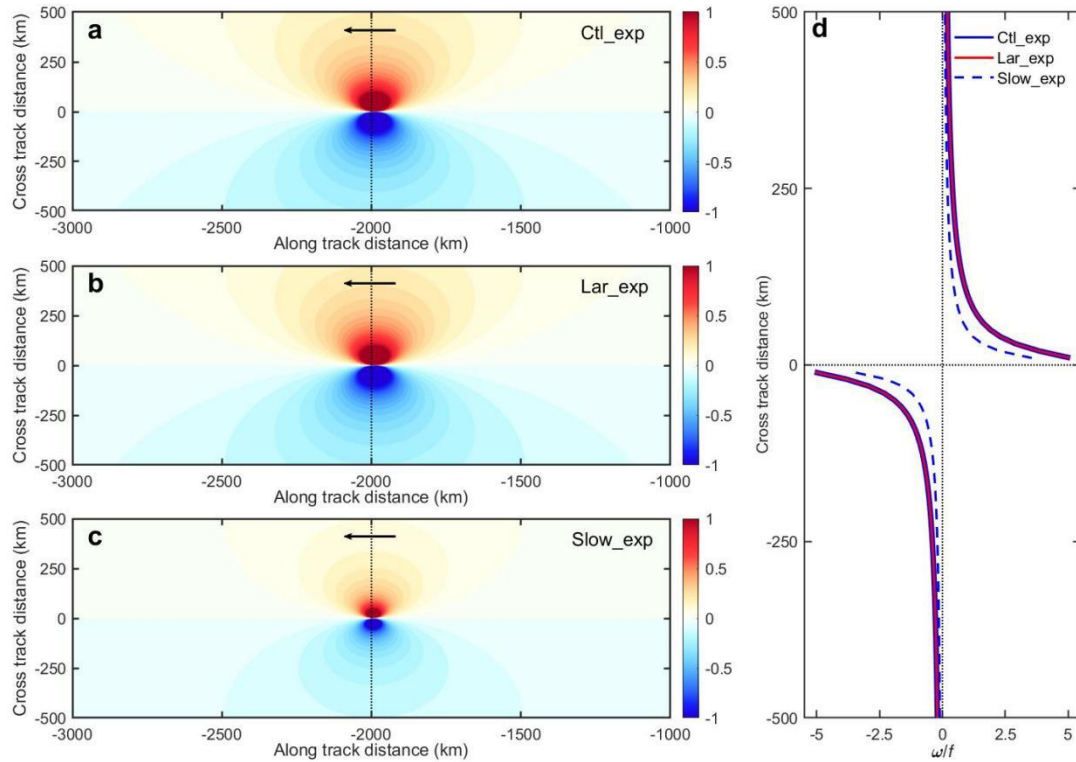 a
Ctl_exp
Cross track distance (km)
500
250
0
-250
-500
-3000 -2500 -2000 -1500 -1000
Along track distance (km)
1
0.5
0
-0.5
-1
b
Lar_exp
Cross track distance (km)
500
250
0
-250
-500
-3000 -2500 -2000 -1500 -1000
Along track distance (km)
1
0.5
0
-0.5
-1
c
Slow_exp
Cross track distance (km)
500
250
0
-250
-500
-3000 -2500 -2000 -1500 -1000
Along track distance (km)
1
0.5
0
-0.5
-1
d
Ctl_exp
Lar_exp
Slow_exp
Cross track distance (km)
500
250
0
-250
-500
-5 -2.5 0 2.5 5
ω/f